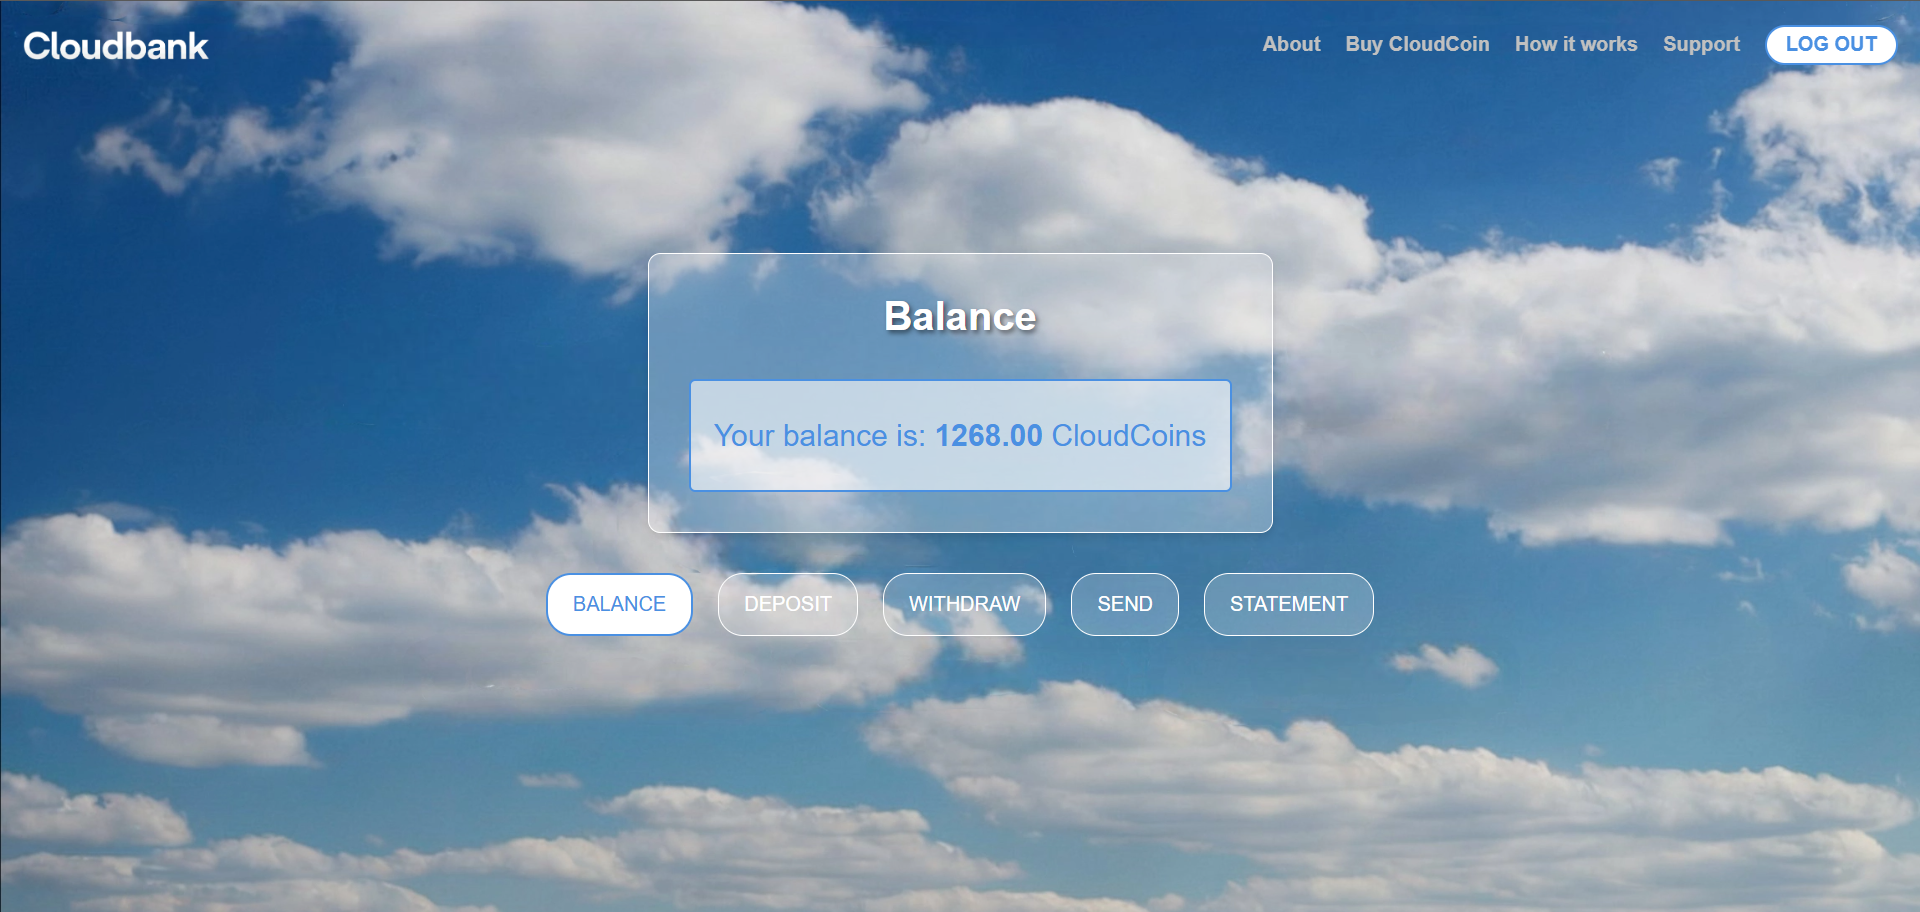 Cloudbank
About Buy CloudCoin How it works Support LOG OUT
Balance
Your balance is: 1268.00 CloudCoins
BALANCE DEPOSIT WITHDRAW SEND STATEMENT